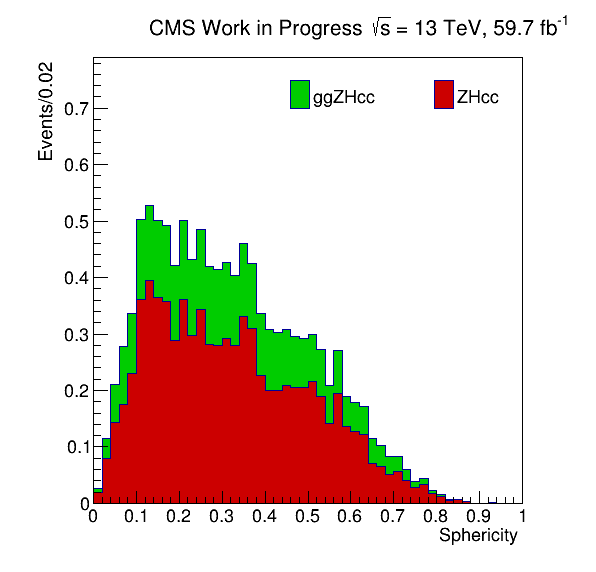 CMS Work in Progress √s = 13 TeV, 59.7 fb⁻¹
Events/0.02
ggZHcc ZHcc
0.7
0.6
0.5
0.4
0.3
0.2
0.1
0
0 0.1 0.2 0.3 0.4 0.5 0.6 0.7 0.8 0.9 1
Sphericity